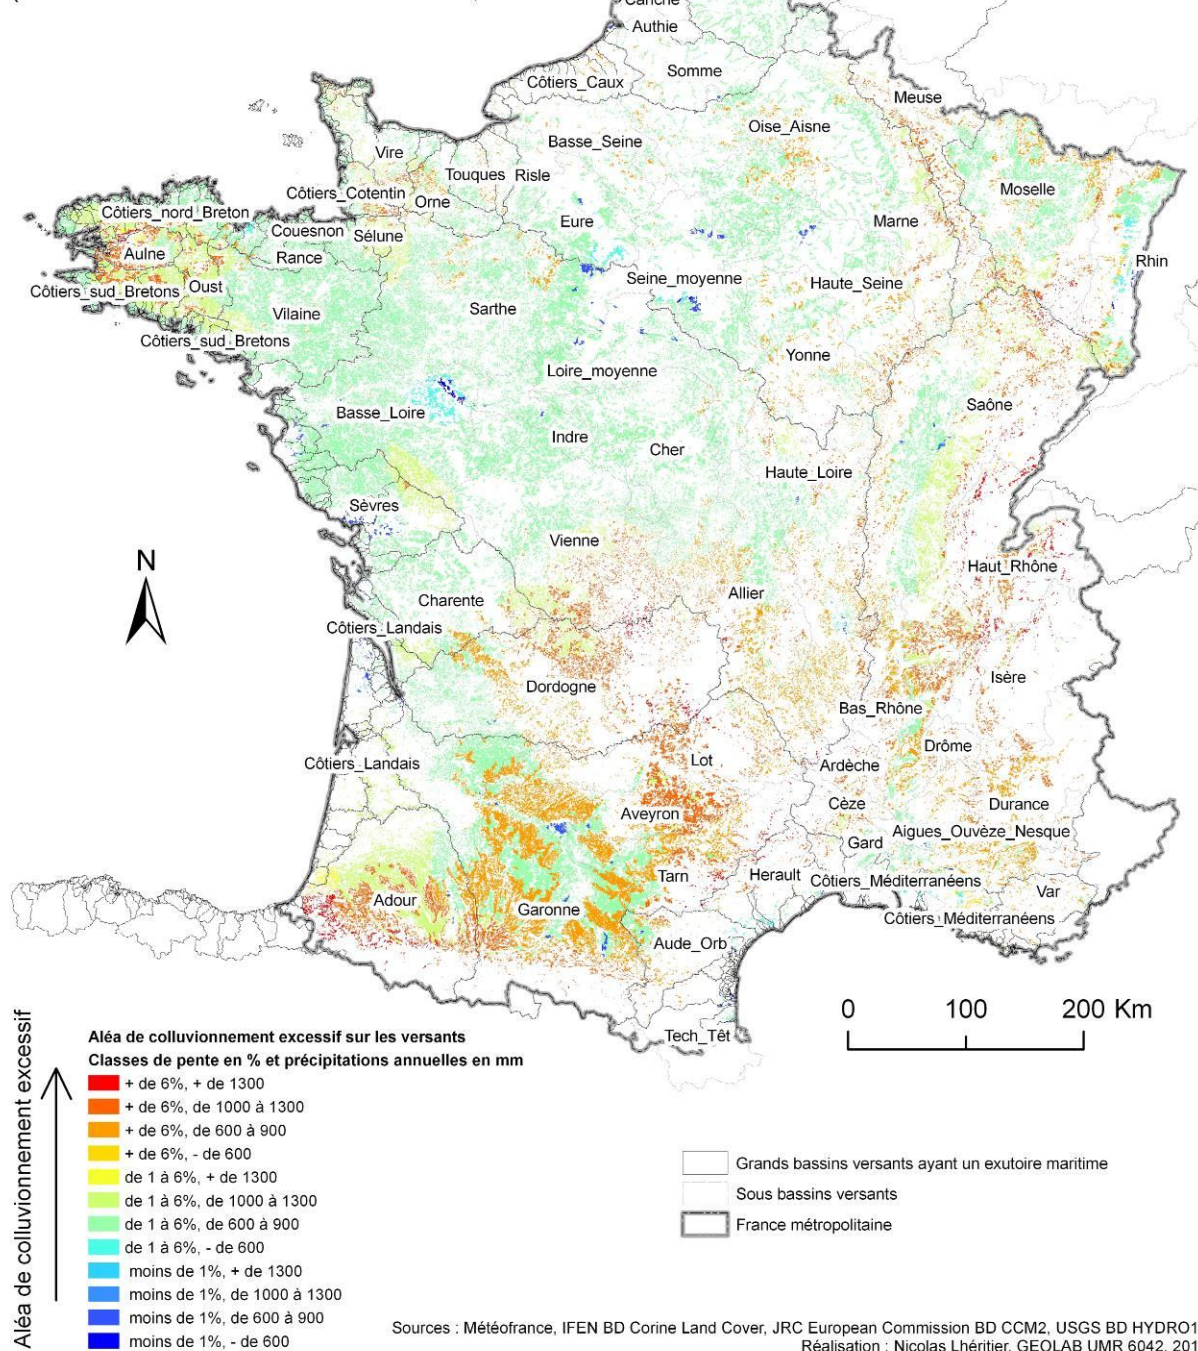 Canche
Authie
Somme
Côtiers_Caux
Meuse
Oise_Aisne
Basse_Seine
Vire
Touques
Risle
Moselle
Côtiers_Cotentin
Orne
Côtiers_nord_Breton
Eure
Marne
Couesnon
Sélune
Aulne
Rance
Rhin
Seine_moyenne
Haute_Seine
Côtiers_sud_Bretons
Oust
Sarthe
Vilaine
Côtiers_sud_Bretons
Yonne
Loire_moyenne
Saône
Basse_Loire
Indre
Cher
Haute_Loire
Sèvres
Vienne
N
Haut_Rhône
Allier
Charente
Côtiers_Landais
Isère
Dordogne
Bas_Rhône
Drôme
Lot
Côtiers_Landais
Ardèche
Cèze
Durance
Aveyron
Aigues_Ouvèze_Nesque
Gard
Tarn
Herault
Côtiers_Méditerranéens
Var
Adour
Garonne
Côtiers_Méditerranéens
Aude_Orb
0 100 200 Km
Tech_Têt
Aléa de colluvionnement excessif
Aléa de colluvionnement excessif sur les versants
Classes de pente en % et précipitations annuelles en mm
+ de 6%, + de 1300
+ de 6%, de 1000 à 1300
+ de 6%, de 600 à 900
+ de 6%, - de 600
de 1 à 6%, + de 1300
de 1 à 6%, de 1000 à 1300
de 1 à 6%, de 600 à 900
de 1 à 6%, - de 600
moins de 1%, + de 1300
moins de 1%, de 1000 à 1300
moins de 1%, de 600 à 900
moins de 1%, - de 600
Grands bassins versants ayant un exutoire maritime
Sous bassins versants
France métropolitaine
Sources : Météofrance, IFEN BD Corine Land Cover, JRC European Commission BD CCM2, USGS BD HYDRO1
Réalisation : Nicolas Lhéritier, GEOLAB UMR 6042, 201